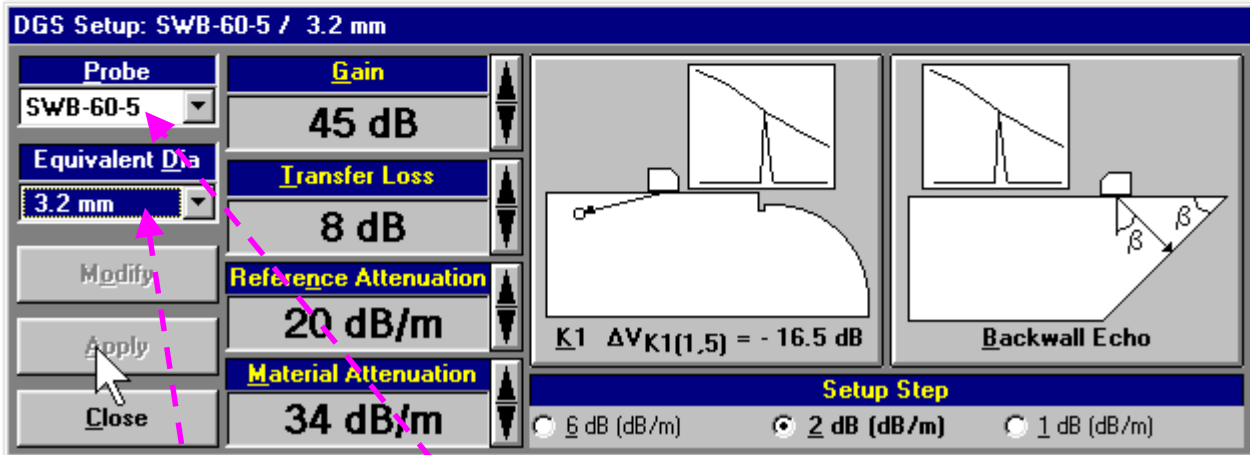 DGS Setup: SWB-60-5 / 3.2 mm
Probe
SWB-60-5
Equivalent Dia
3.2 mm
Modify
Apply
Close
Gain
45 dB
Transfer Loss
8 dB
Reference Attenuation
20 dB/m
Material Attenuation
34 dB/m
K1 ΔVK1(1,5) = - 16.5 dB
β
β
Backwall Echo
Setup Step
6 dB (dB/m) 2 dB (dB/m) 1 dB (dB/m)